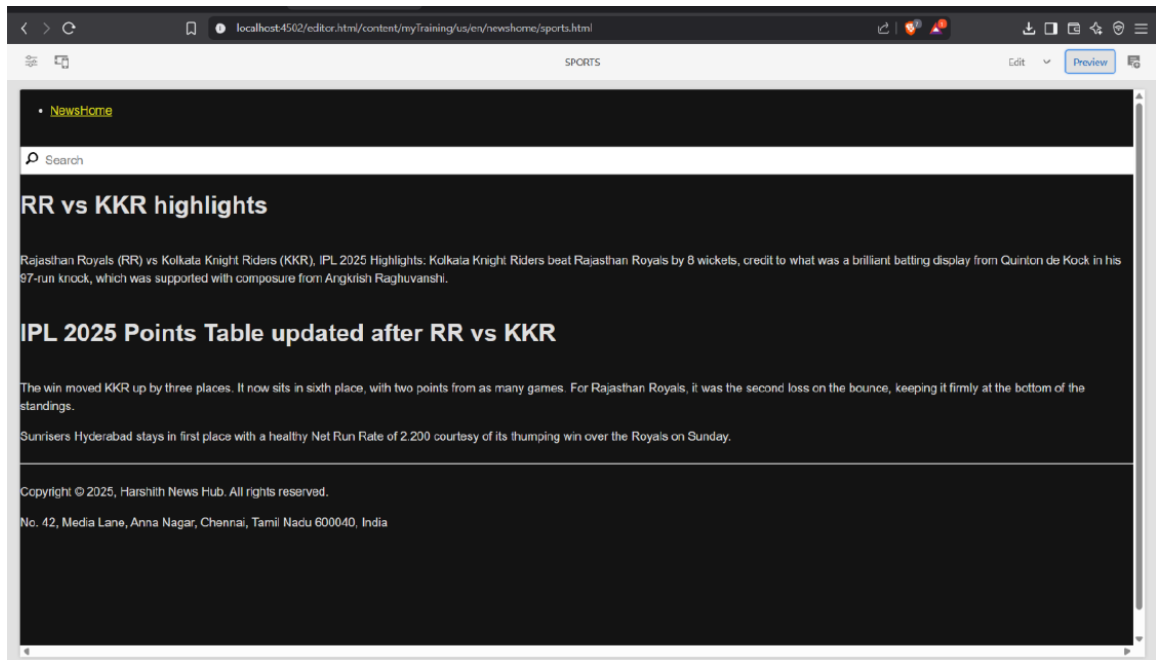 localhost:4502/editor.html/content/myTraining/us/en/newshome/sports.html
SPORTS
Edit
Preview
NewsHome
Search
RR vs KKR highlights
Rajasthan Royals (RR) vs Kolkata Knight Riders (KKR), IPL 2025 Highlights: Kolkata Knight Riders beat Rajasthan Royals by 8 wickets, credit to what was a brilliant batting display from Quinton de Kock in his
97-run knock, which was supported with composure from Angkrish Raghuvanshi.
IPL 2025 Points Table updated after RR vs KKR
The win moved KKR up by three places. It now sits in sixth place, with two points from as many games. For Rajasthan Royals, it was the second loss on the bounce, keeping it firmly at the bottom of the
standings.
Sunrisers Hyderabad stays in first place with a healthy Net Run Rate of 2.200 courtesy of its thumping win over the Royals on Sunday.
Copyright © 2025, Harshith News Hub. All rights reserved.
No. 42, Media Lane, Anna Nagar, Chennai, Tamil Nadu 600040, India